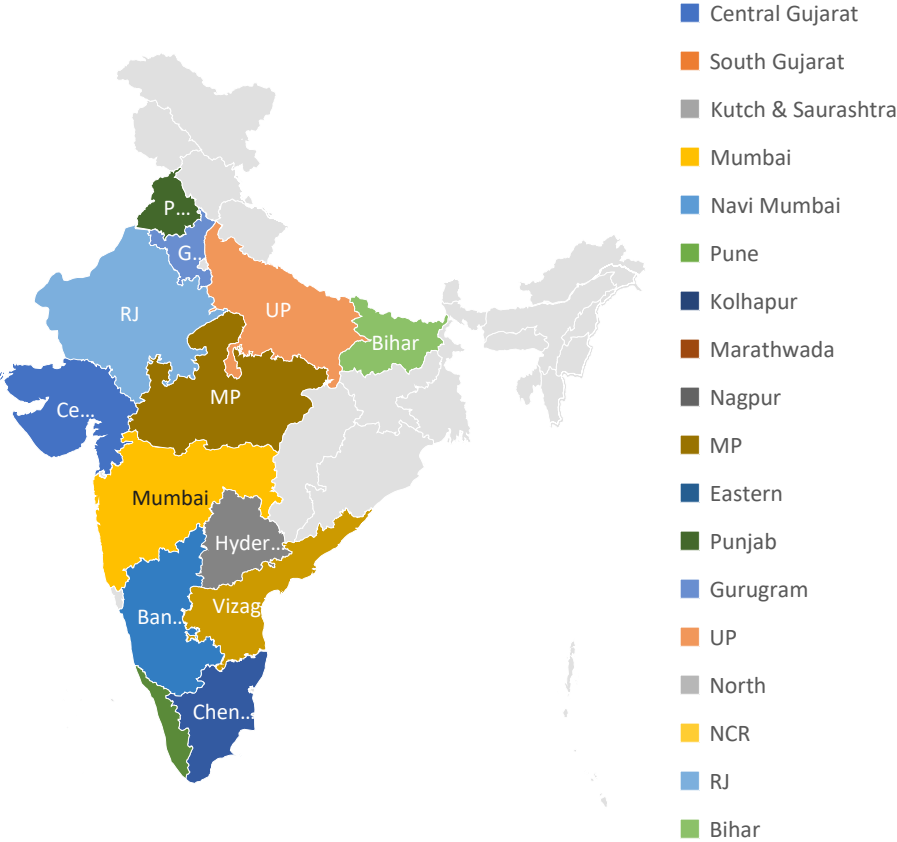 Central Gujarat
South Gujarat
Kutch & Saurashtra
Mumbai
Navi Mumbai
Pune
Kolhapur
Marathwada
Nagpur
MP
Eastern
Punjab
Gurugram
UP
North
NCR
RJ
Bihar
P...
G...
RJ
UP
Bihar
Ce...
MP
Mumbai
Hyder...
Ban...
Vizag
Chen...